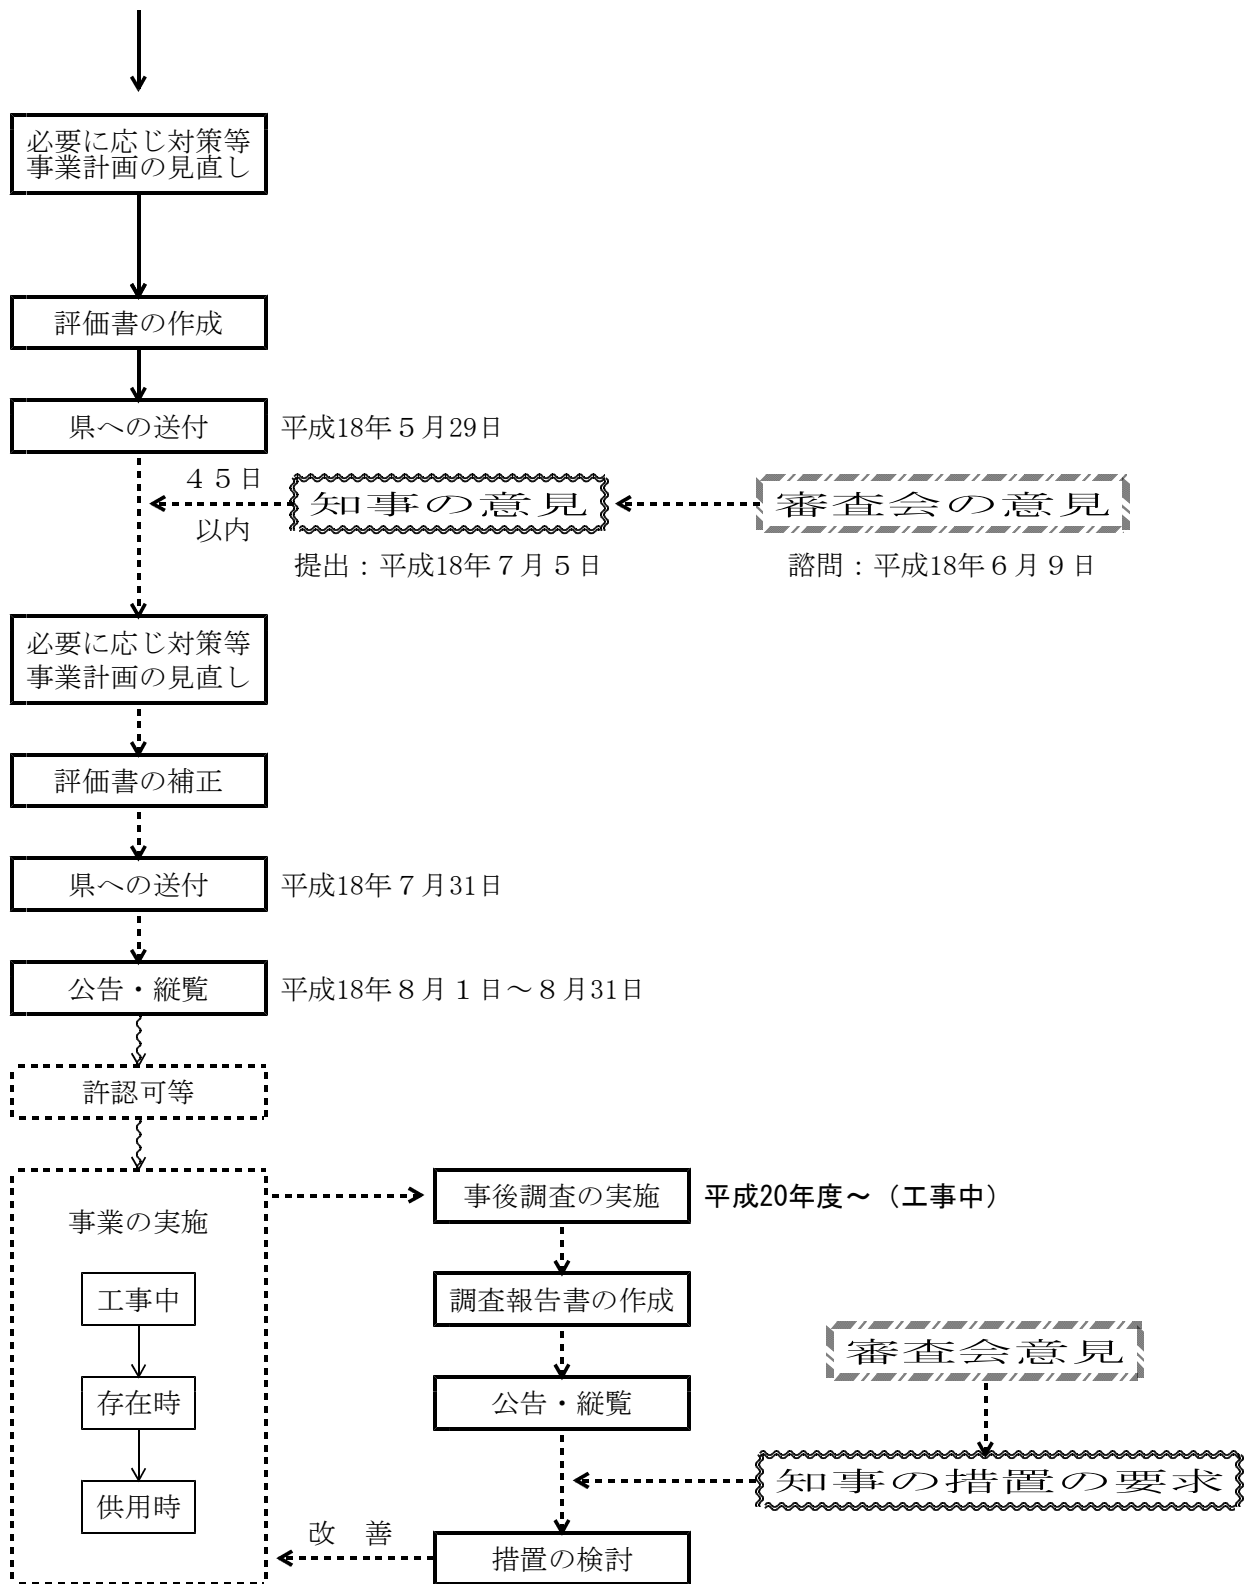 必要に応じ対策等
事業計画の見直し
評価書の作成
県への送付
平成18年５月29日
４５日
以内
知事の意見
審査会の意見
提出：平成18年７月５日
諮問：平成18年６月９日
必要に応じ対策等
事業計画の見直し
評価書の補正
県への送付
平成18年７月31日
公告・縦覧
平成18年８月１日～８月31日
許認可等
事業の実施
工事中
存在時
供用時
事後調査の実施
平成20年度～（工事中）
調査報告書の作成
審査会意見
公告・縦覧
知事の措置の要求
改　善
措置の検討